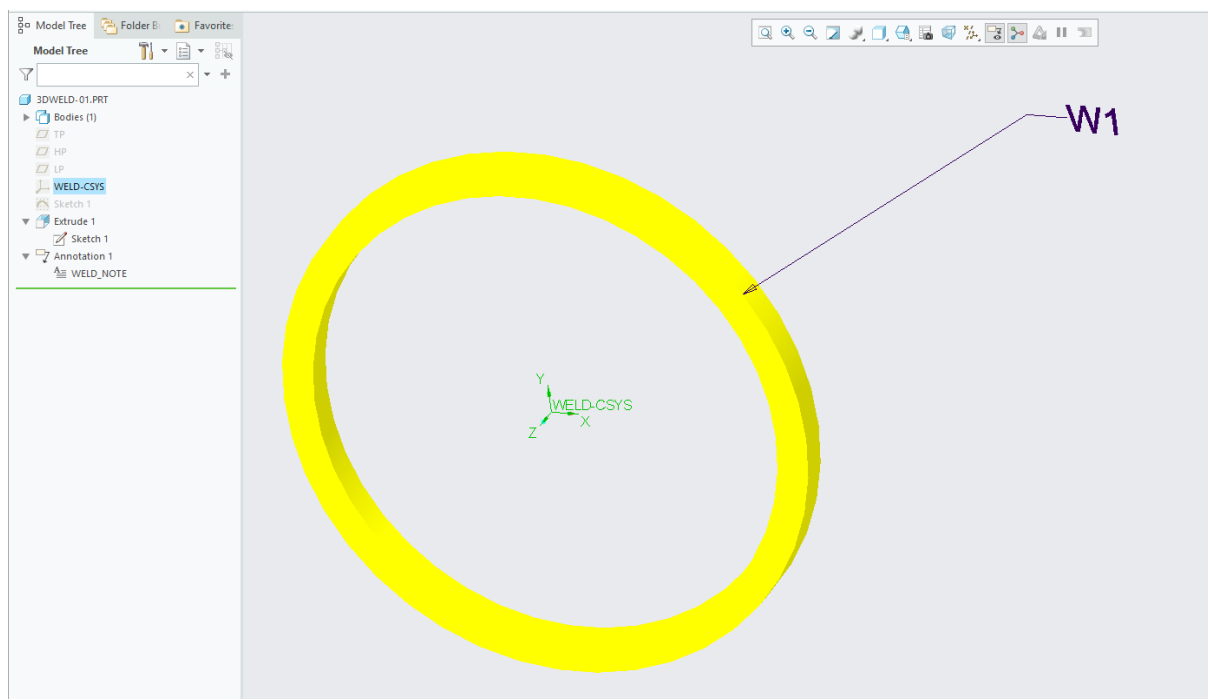 Model Tree
Folder B
Favorite
Model Tree
3DWELD-01.PRT
Bodies (1)
TP
HP
LP
WELD-CSYS
Sketch 1
Extrude 1
Sketch 1
Annotation 1
WELD_NOTE
W1
Y
WELD-CSYS
X
Z